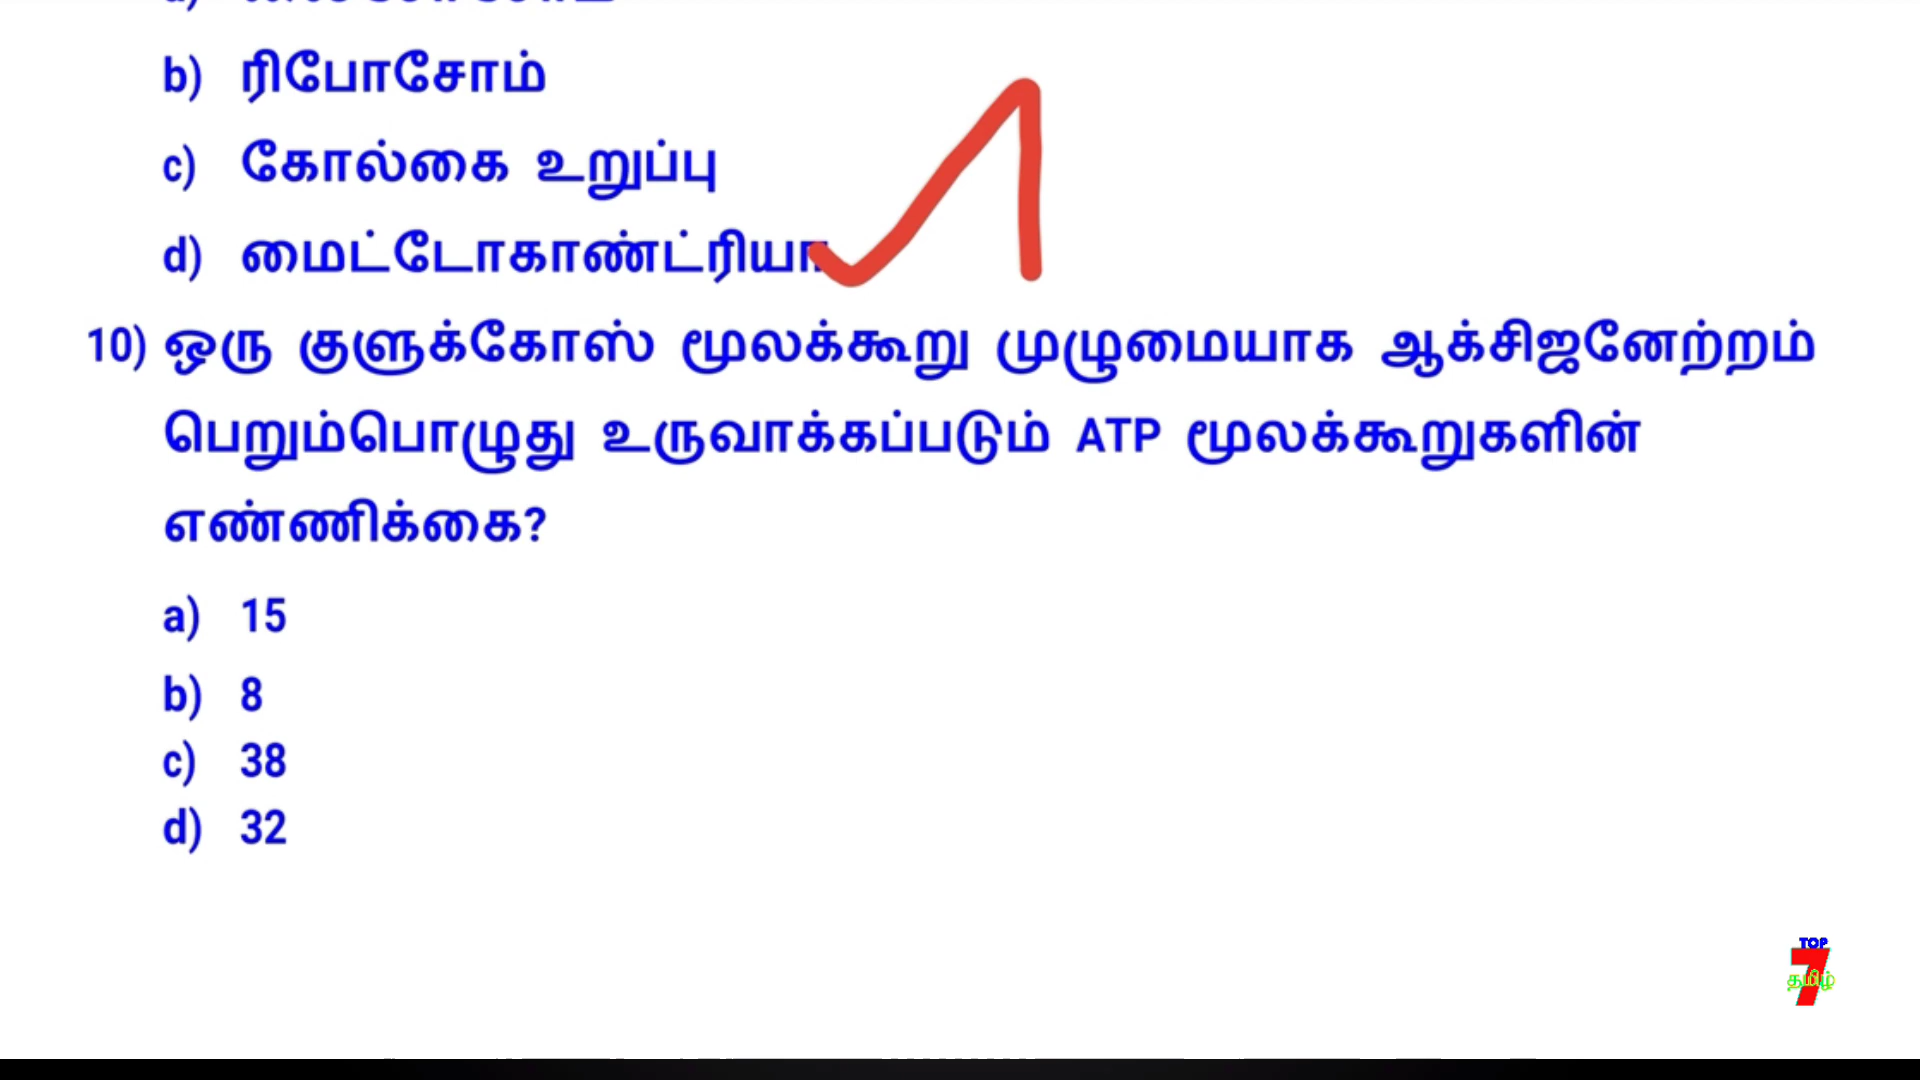 b) ரிபோசோம்
c) கோல்கை உறுப்பு
d) மைட்டோகாண்ட்ரியா
10) ஒரு குளுக்கோஸ் மூலக்கூறு முழுமையாக ஆக்சிஜனேற்றம்
பெறும்பொழுது உருவாக்கப்படும் ATP மூலக்கூறுகளின்
எண்ணிக்கை?
a) 15
b) 8
c) 38
d) 32
TOP
7
தமிழ்